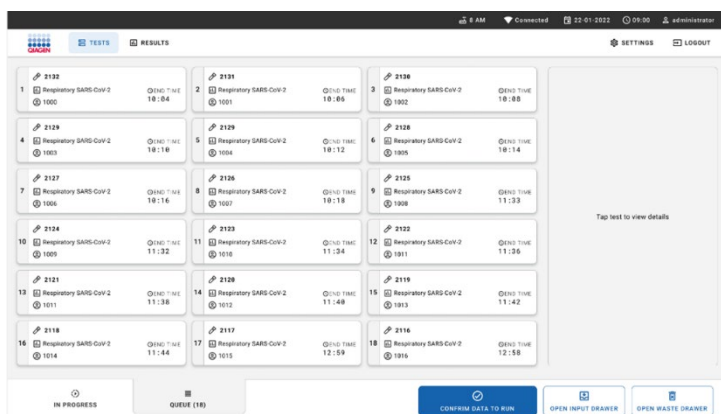 8 AM Connected 22-01-2022 09:00 administrator
QIAGEN TESTS RESULTS SETTINGS LOGOUT
2132
1 Respiratory SARS-CoV-2 END TIME
1000 10:04
2131
2 Respiratory SARS-CoV-2 END TIME
1001 10:06
2130
3 Respiratory SARS-CoV-2 END TIME
1002 10:08
2129
4 Respiratory SARS-CoV-2 END TIME
1003 10:10
2129
5 Respiratory SARS-CoV-2 END TIME
1004 10:12
2128
6 Respiratory SARS-CoV-2 END TIME
1005 10:14
2127
7 Respiratory SARS-CoV-2 END TIME
1006 10:16
2126
8 Respiratory SARS-CoV-2 END TIME
1007 10:18
2125
9 Respiratory SARS-CoV-2 END TIME
1008 11:33
2124
10 Respiratory SARS-CoV-2 END TIME
1009 11:32
2123
11 Respiratory SARS-CoV-2 END TIME
1010 11:34
2122
12 Respiratory SARS-CoV-2 END TIME
1011 11:36
2121
13 Respiratory SARS-CoV-2 END TIME
1011 11:38
2120
14 Respiratory SARS-CoV-2 END TIME
1012 11:40
2119
15 Respiratory SARS-CoV-2 END TIME
1013 11:42
2118
16 Respiratory SARS-CoV-2 END TIME
1014 11:44
2117
17 Respiratory SARS-CoV-2 END TIME
1015 12:59
2116
18 Respiratory SARS-CoV-2 END TIME
1016 12:58
Tap test to view details
IN PROGRESS QUEUE (18) CONFRIM DATA TO RUN OPEN INPUT DRAWER OPEN WASTE DRAWER